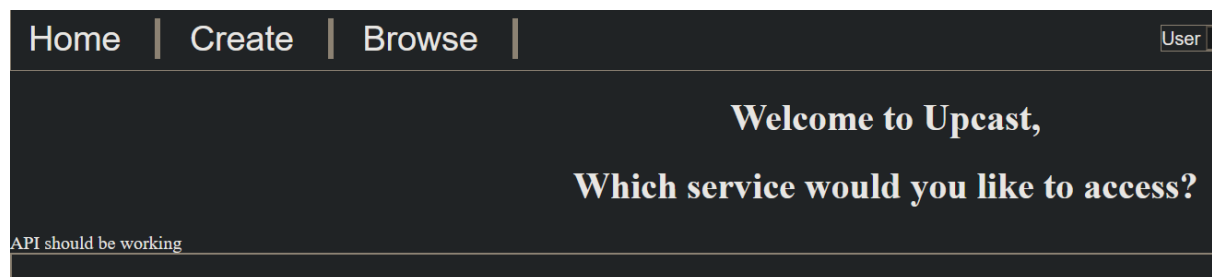 Home Create Browse User
Welcome to Upcast,
Which service would you like to access?
API should be working